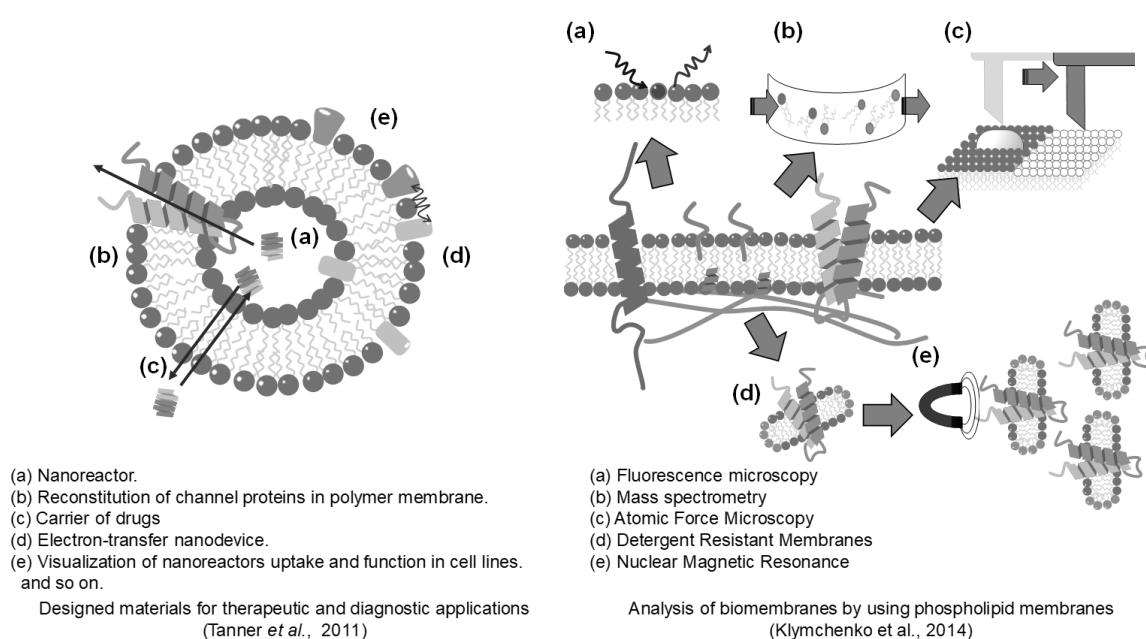 (a)
(b)
(c)
(e)
(a)
(b)
(d)
(c)
(d)
(e)
(a) Nanoreactor.
(b) Reconstitution of channel proteins in polymer membrane.
(c) Carrier of drugs
(d) Electron-transfer nanodevice.
(e) Visualization of nanoreactors uptake and function in cell lines.
and so on.
Designed materials for therapeutic and diagnostic applications
(Tanner et al., 2011)
(a) Fluorescence microscopy
(b) Mass spectrometry
(c) Atomic Force Microscopy
(d) Detergent Resistant Membranes
(e) Nuclear Magnetic Resonance
Analysis of biomembranes by using phospholipid membranes
(Klymchenko et al., 2014)